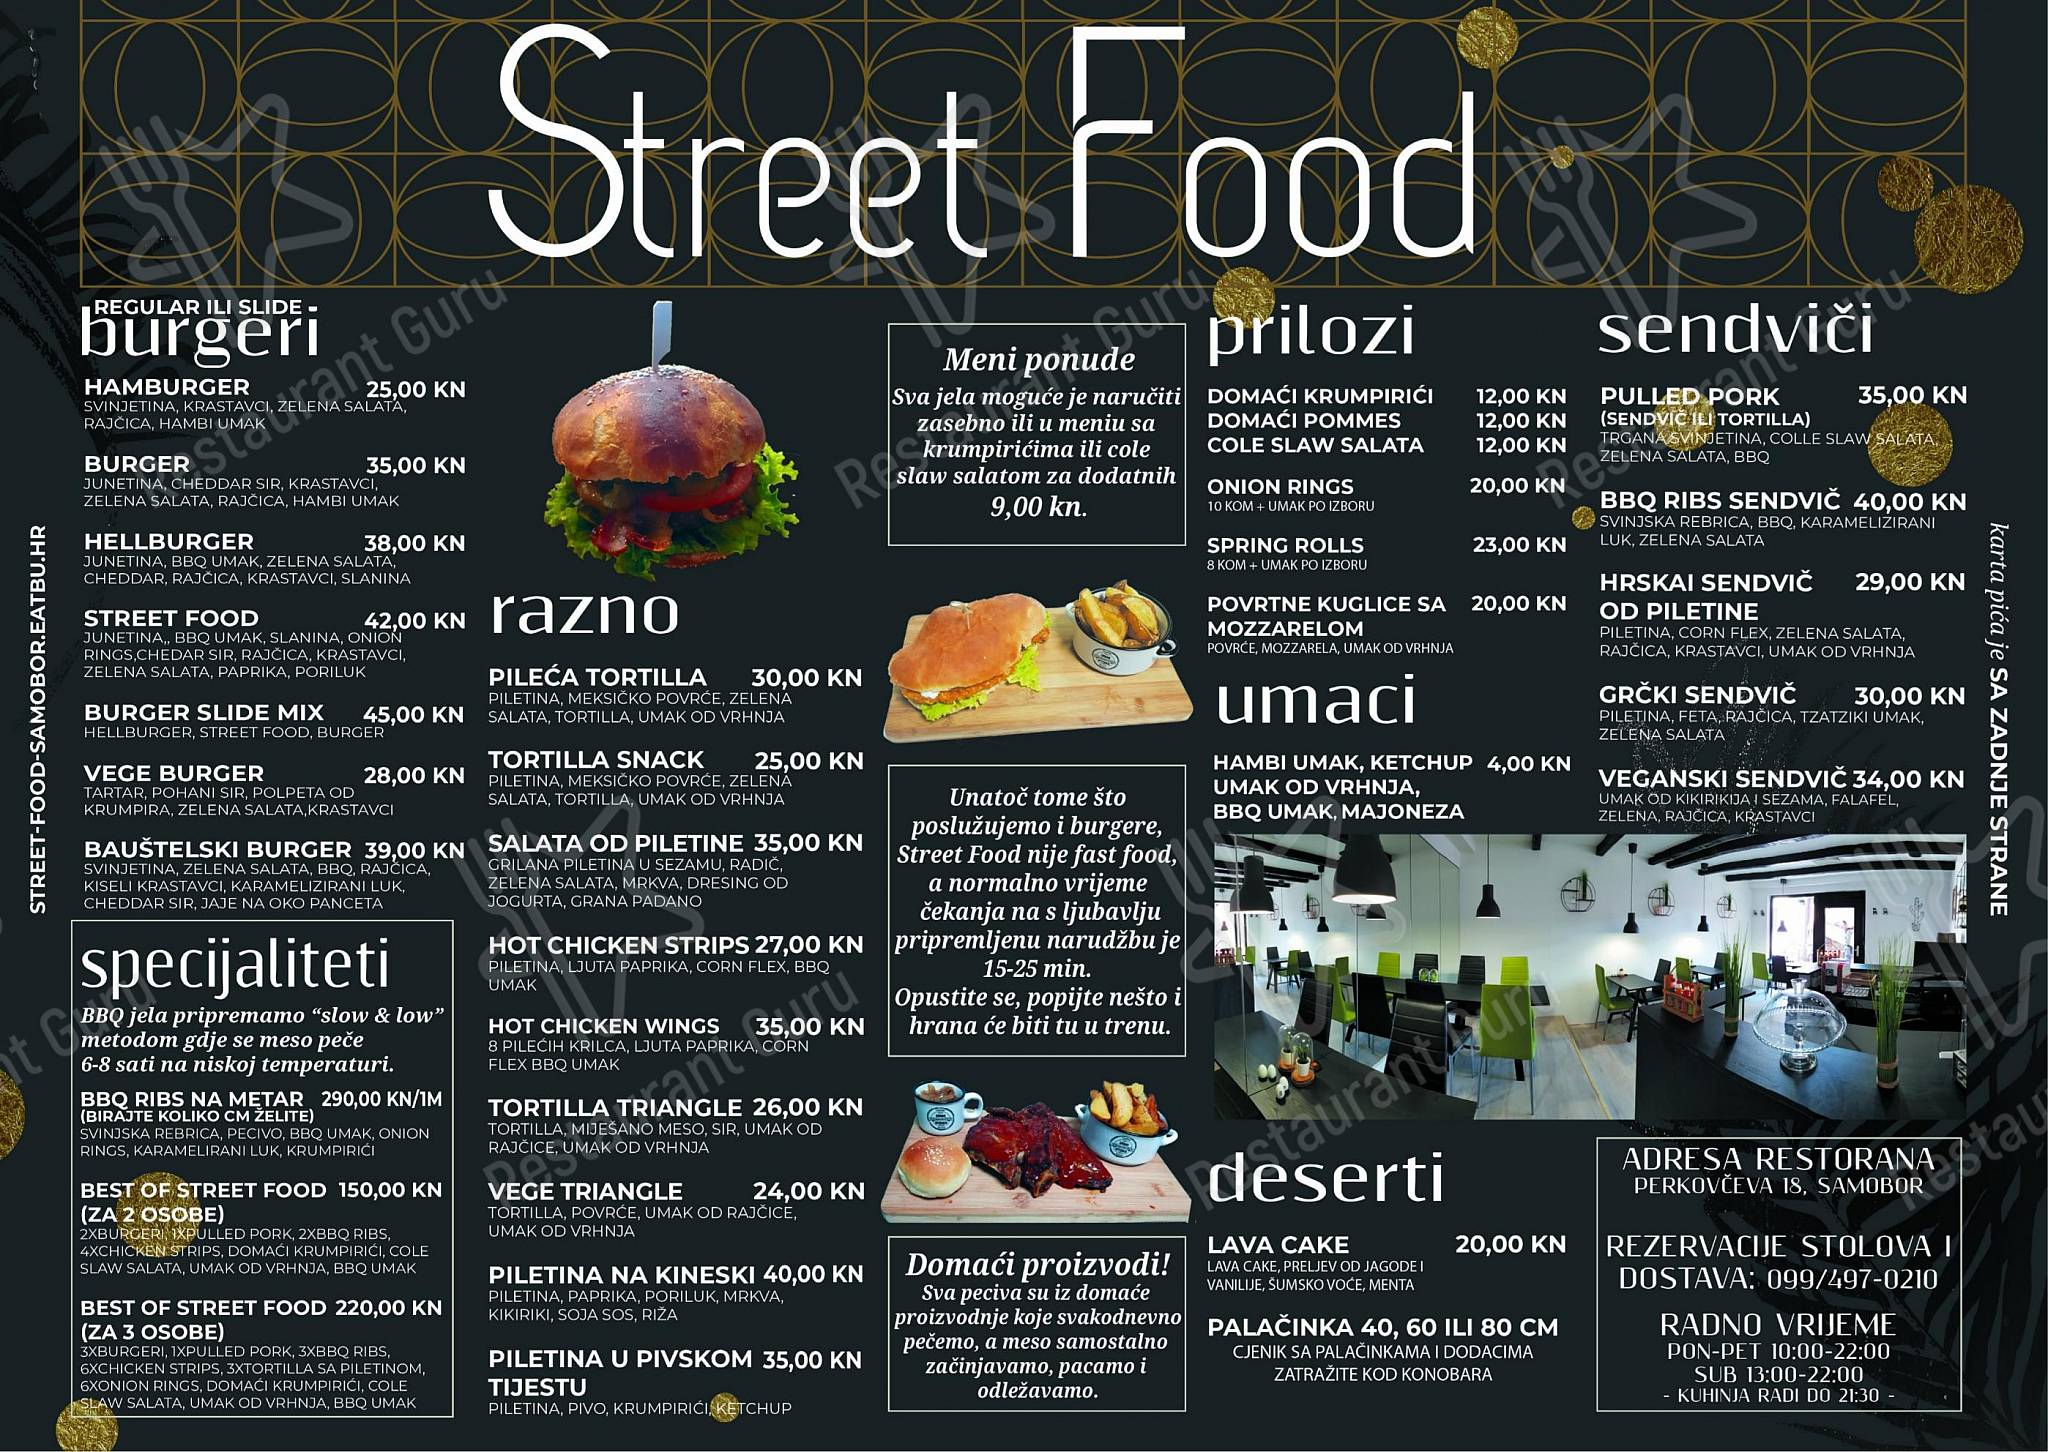 Street Food
REGULAR ILI SLIDE
burgeri
HAMBURGER 25,00 KN
SVINJETINA, KRASTAVCI, ZELENA SALATA,
RAJČICA, HAMBI UMAK
BURGER 35,00 KN
JUNETINA, CHEDDAR SIR, KRASTAVCI,
ZELENA SALATA, RAJČICA, HAMBI UMAK
HELLBURGER 38,00 KN
JUNETINA, BBQ UMAK, ZELENA SALATA,
CHEDDAR, RAJČICA, KRASTAVCI, SLANINA
STREET FOOD 42,00 KN
JUNETINA,, BBQ UMAK, SLANINA, ONION
RINGS,CHEDAR SIR, RAJČICA, KRASTAVCI,
ZELENA SALATA, PAPRIKA, PORILUK
BURGER SLIDE MIX 45,00 KN
HELLBURGER, STREET FOOD, BURGER
VEGE BURGER 28,00 KN
TARTAR, POHANI SIR, POLPETA OD
KRUMPIRA, ZELENA SALATA,KRASTAVCI
BAUŠTELSKI BURGER 39,00 KN
SVINJETINA, ZELENA SALATA, BBQ, RAJČICA,
KISELI KRASTAVCI, KARAMELIZIRANI LUK,
CHEDDAR SIR, JAJE NA OKO PANCETA
specijaliteti
BBQ jela pripremamo “slow & low”
metodom gdje se meso peče
6-8 sati na niskoj temperaturi.
BBQ RIBS NA METAR 290,00 KN/1M
(BIRAJTE KOLIKO CM ŽELITE)
SVINJSKA REBRICA, PECIVO, BBQ UMAK, ONION
RINGS, KARAMELIRANI LUK, KRUMPIRIĆI
BEST OF STREET FOOD 150,00 KN
(ZA 2 OSOBE)
2XBURGERI, 1XPULLED PORK, 2XBBQ RIBS,
4XCHICKEN STRIPS, DOMAĆI KRUMPIRIĆI, COLE
SLAW SALATA, UMAK OD VRHNJA, BBQ UMAK
BEST OF STREET FOOD 220,00 KN
(ZA 3 OSOBE)
3XBURGERI, 1XPULLED PORK, 3XBBQ RIBS,
6XCHICKEN STRIPS, 3XTORTILLA SA PILETINOM,
6XONION RINGS, DOMAĆI KRUMPIRIĆI, COLE
SLAW SALATA, UMAK OD VRHNJA, BBQ UMAK
STREET-FOOD-SAMOBOR.EATBU.HR
razno
PILEĆA TORTILLA 30,00 KN
PILETINA, MEKSIČKO POVRĆE, ZELENA
SALATA, TORTILLA, UMAK OD VRHNJA
TORTILLA SNACK 25,00 KN
PILETINA, MEKSIČKO POVRĆE, ZELENA
SALATA, TORTILLA, UMAK OD VRHNJA
SALATA OD PILETINE 35,00 KN
GRILANA PILETINA U SEZAMU, RADIČ,
ZELENA SALATA, MRKVA, DRESING OD
JOGURTA, GRANA PADANO
HOT CHICKEN STRIPS 27,00 KN
PILETINA, LJUTA PAPRIKA, CORN FLEX, BBQ
UMAK
HOT CHICKEN WINGS 35,00 KN
8 PILEĆIH KRILCA, LJUTA PAPRIKA, CORN
FLEX BBQ UMAK
TORTILLA TRIANGLE 26,00 KN
TORTILLA, MIJEŠANO MESO, SIR, UMAK OD
RAJČICE, UMAK OD VRHNJA
VEGE TRIANGLE 24,00 KN
TORTILLA, POVRĆE, UMAK OD RAJČICE,
UMAK OD VRHNJA
PILETINA NA KINESKI 40,00 KN
PILETINA, PAPRIKA, PORILUK, MRKVA,
KIKIRIKI, SOJA SOS, RIŽA
PILETINA U PIVSKOM 35,00 KN
TIJESTU
PILETINA, PIVO, KRUMPIRIĆI, KETCHUP
Meni ponude
Sva jela moguće je naručiti
zasebno ili u meniu sa
krumpirićima ili cole
slaw salatom za dodatnih
9,00 kn.
Unatoč tome što
poslužujemo i burgere,
Street Food nije fast food,
a normalno vrijeme
čekanja na s ljubavlju
pripremljenu narudžbu je
15-25 min.
Opustite se, popijte nešto i
hrana će biti tu u trenu.
Domaći proizvodi!
Sva peciva su iz domaće
proizvodnje koje svakodnevno
pečemo, a meso samostalno
začinjavamo, pacamo i
odležavamo.
prilozi
DOMAĆI KRUMPIRIĆI 12,00 KN
DOMAĆI POMMES 12,00 KN
COLE SLAW SALATA 12,00 KN
ONION RINGS 20,00 KN
10 KOM + UMAK PO IZBORU
SPRING ROLLS 23,00 KN
8 KOM + UMAK PO IZBORU
POVRTNE KUGLICE SA 20,00 KN
MOZZARELOM
POVRĆE, MOZZARELA, UMAK OD VRHNJA
umaci
HAMBI UMAK, KETCHUP 4,00 KN
UMAK OD VRHNJA,
BBQ UMAK, MAJONEZA
deserti
LAVA CAKE 20,00 KN
LAVA CAKE, PRELJEV OD JAGODE I
VANILIJE, ŠUMSKO VOĆE, MENTA
PALAČINKA 40, 60 ILI 80 CM
CJENIK SA PALAČINKAMA I DODACIMA
ZATRAŽITE KOD KONOBARA
sendviči
PULLED PORK 35,00 KN
(SENDVIČ ILI TORTILLA)
TRGANA SVINJETINA, COLLE SLAW SALATA,
ZELENA SALATA, BBQ
BBQ RIBS SENDVIČ 40,00 KN
SVINJSKA REBRICA, BBQ, KARAMELIZIRANI
LUK, ZELENA SALATA
HRSKAI SENDVIČ 29,00 KN
OD PILETINE
PILETINA, CORN FLEX, ZELENA SALATA,
RAJČICA, KRASTAVCI, UMAK OD VRHNJA
GRČKI SENDVIČ 30,00 KN
PILETINA, FETA, RAJČICA, TZATZIKI UMAK,
ZELENA SALATA
VEGANSKI SENDVIČ 34,00 KN
UMAK OD KIKIRIKIJA I SEZAMA, FALAFEL,
ZELENA, RAJČICA, KRASTAVCI
ADRESA RESTORANA
PERKOVČEVA 18, SAMOBOR
REZERVACIJE STOLOVA I
DOSTAVA: 099/497-0210
RADNO VRIJEME
PON-PET 10:00-22:00
SUB 13:00-22:00
- KUHINJA RADI DO 21:30 -
karta pića je SA ZADNJE STRANE
Restaurant Guru
Restaurant Guru
Restaurant Guru
Restaurant Guru
Restaurant Guru